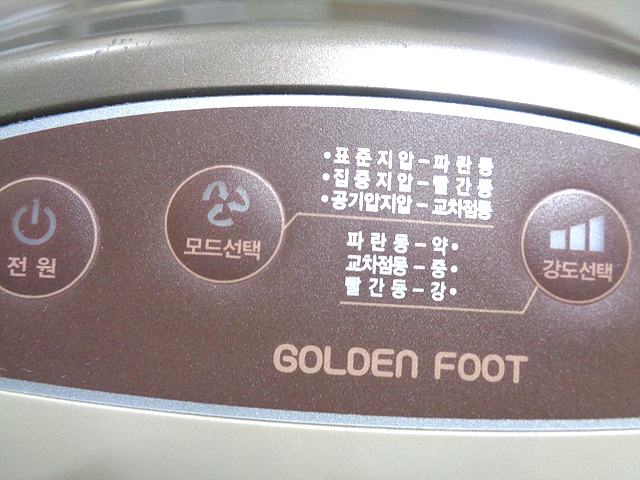 전원
모드선택
•표준지압-파란등
•집중지압-빨간등
•공기압지압-교차점등
파란등-약•
교차점등-중•
빨간등-강•
강도선택
GOLDEN FOOT